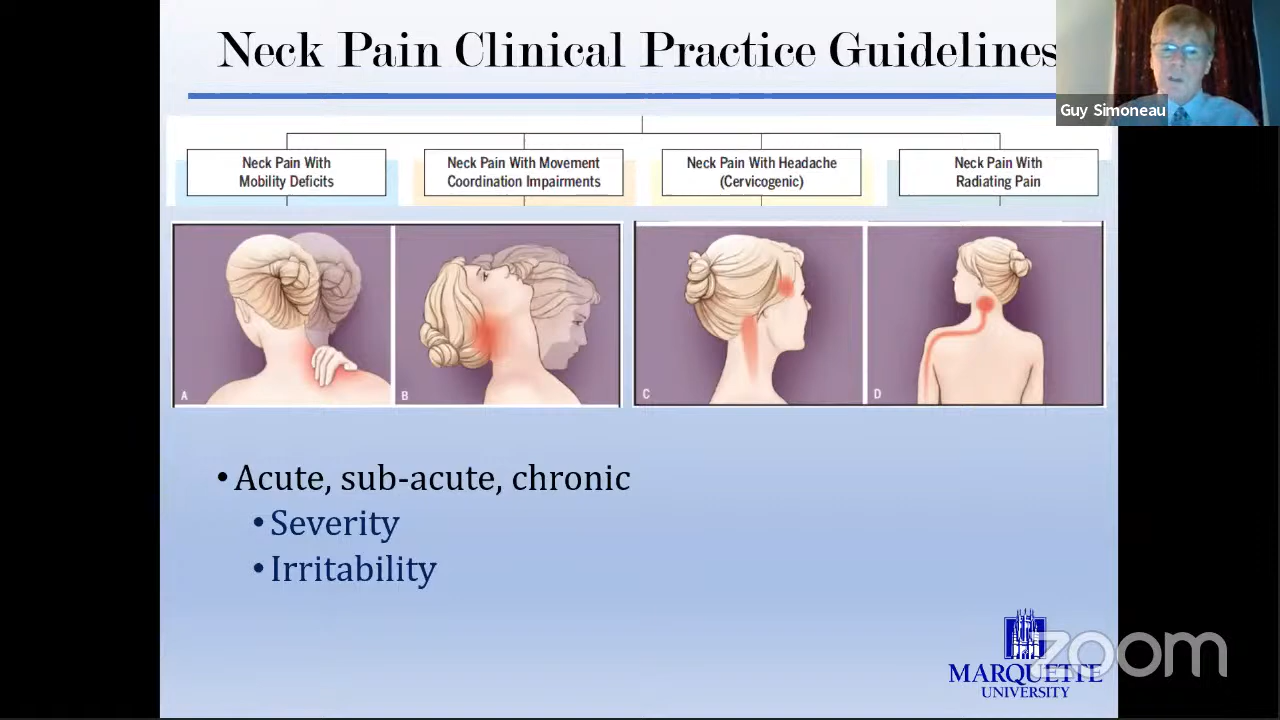 Neck Pain Clinical Practice Guidelines
Guy Simoneau
Neck Pain With
Mobility Deficits
Neck Pain With Movement
Coordination Impairments
Neck Pain With Headache
(Cervicogenic)
Neck Pain With
Radiating Pain
A
B
C
D
• Acute, sub-acute, chronic
• Severity
• Irritability
zoom
MARQUETTE
UNIVERSITY